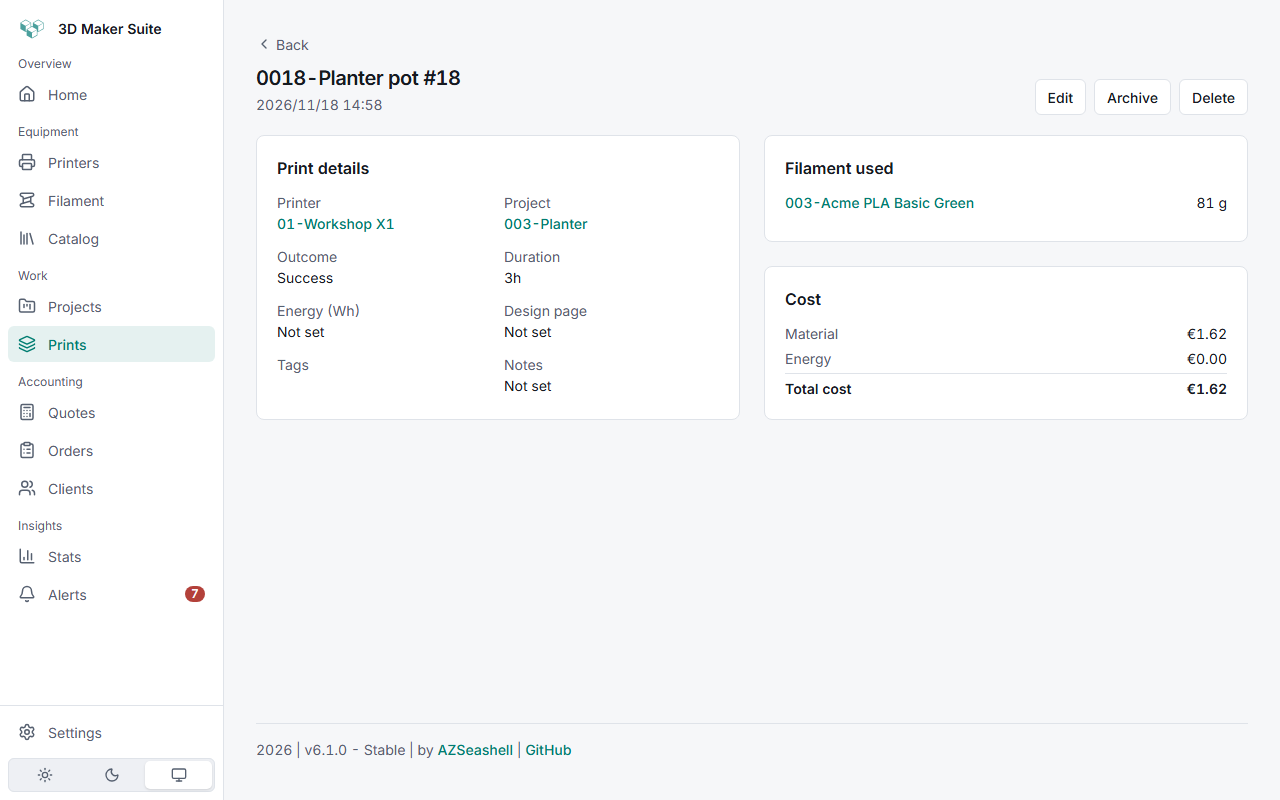 3D Maker Suite
Overview
Home
Equipment
Printers
Filament
Catalog
Work
Projects
Prints
Accounting
Quotes
Orders
Clients
Insights
Stats
Alerts 7
Settings
Back
0018-Planter pot #18
2026/11/18 14:58
Edit Archive Delete
Print details
Printer Project
01-Workshop X1 003-Planter
Outcome Duration
Success 3h
Energy (Wh) Design page
Not set Not set
Tags Notes
Not set
Filament used
003-Acme PLA Basic Green 81 g
Cost
Material €1.62
Energy €0.00
Total cost €1.62
2026 | v6.1.0 - Stable | by AZSeashell | GitHub